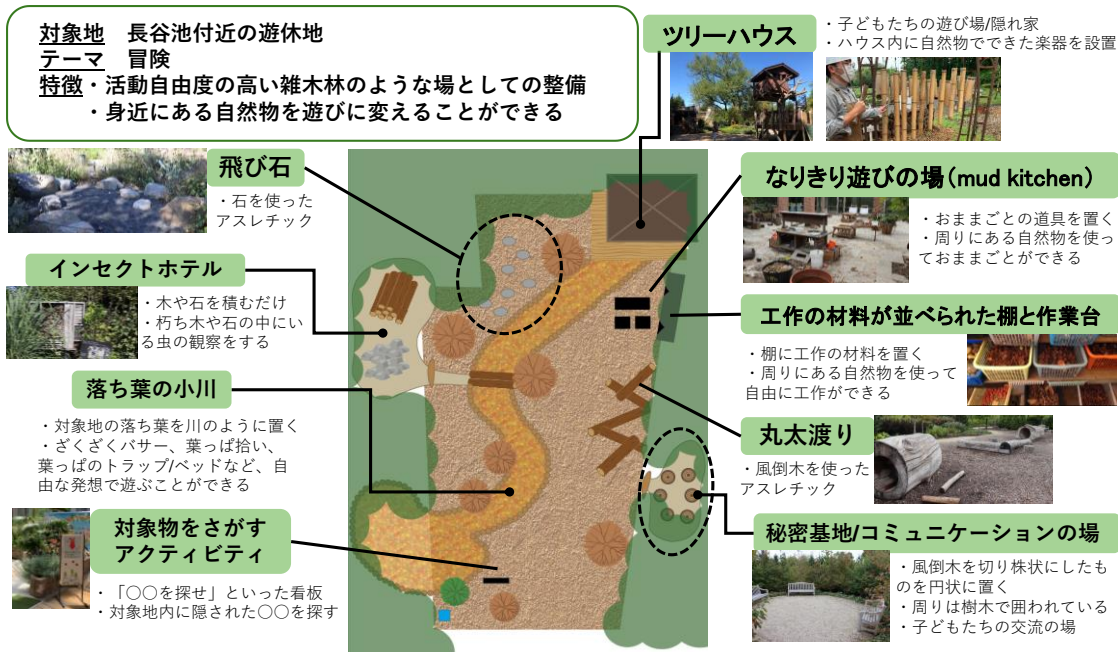 対象地　長谷池付近の遊休地
テーマ　冒険
特徴・活動自由度の高い雑木林のような場としての整備
・身近にある自然物を遊びに変えることができる
ツリーハウス
・子どもたちの遊び場/隠れ家
・ハウス内に自然物でできた楽器を設置
飛び石
・石を使った
アスレチック
なりきり遊びの場(mud kitchen)
・おままごとの道具を置く
・周りにある自然物を使っ
ておままごとができる
インセクトホテル
・木や石を積むだけ
・朽ち木や石の中にい
る虫の観察をする
工作の材料が並べられた棚と作業台
・棚に工作の材料を置く
・周りにある自然物を使って
自由に工作ができる
落ち葉の小川
・対象地の落ち葉を川のように置く
・ざくざくバサー、葉っぱ拾い、
葉っぱのトラップ/ベッドなど、自
由な発想で遊ぶことができる
丸太渡り
・風倒木を使った
アスレチック
対象物をさがす
アクティビティ
・「〇〇を探せ」といった看板
・対象地内に隠された〇〇を探す
秘密基地/コミュニケーションの場
・風倒木を切り株状にしたも
のを円状に置く
・周りは樹木で囲われている
・子どもたちの交流の場